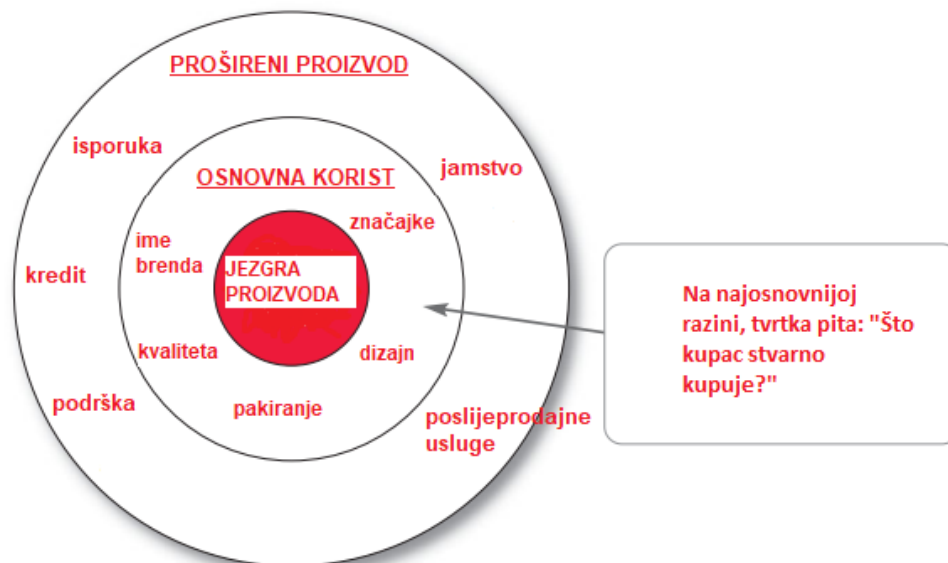 PROŠIRENI PROIZVOD
isporuka
jamstvo
OSNOVNA KORIST
značajke
ime
brenda
kredit
JEZGRA
PROIZVODA
kvaliteta
dizajn
podrška
pakiranje
poslijeprodajne
usluge
Na najosnovnijoj
razini, tvrtka pita: "Što
kupac stvarno
kupuje?"